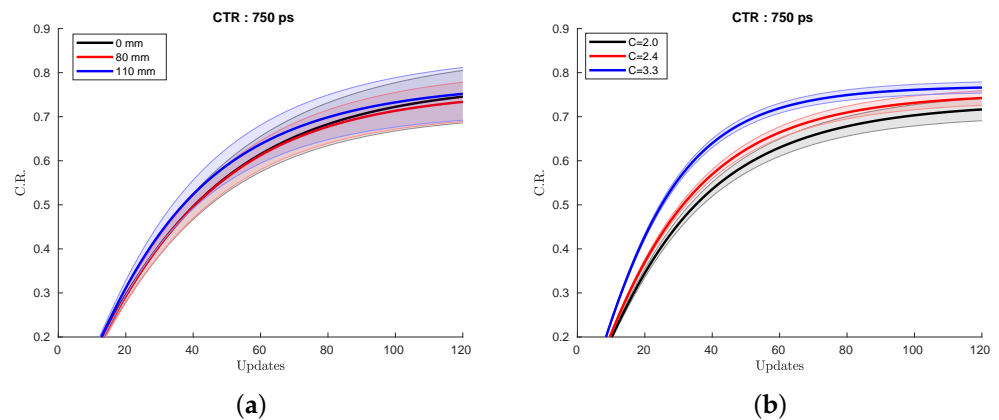 CTR : 750 ps
0.9
0.8
0.7
0.6
0.5
0.4
0.3
0.2
C.R.
0 mm
80 mm
110 mm
0 20 40 60 80 100 120
Updates
(a)
CTR : 750 ps
0.9
0.8
0.7
0.6
0.5
0.4
0.3
0.2
C.R.
C=2.0
C=2.4
C=3.3
0 20 40 60 80 100 120
Updates
(b)